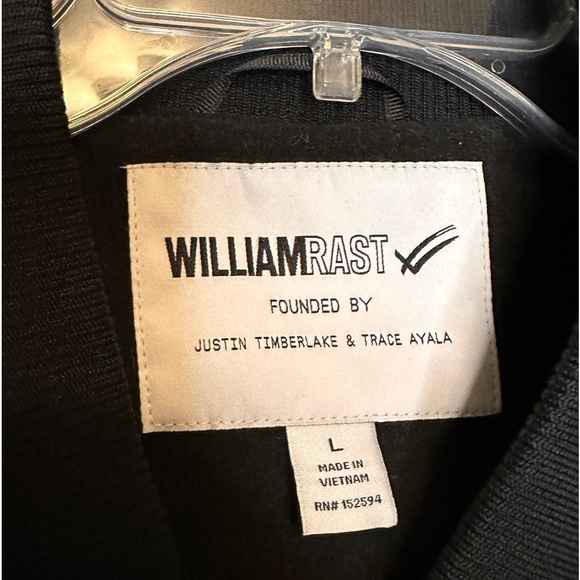 WILLIAMRAST
FOUNDED BY
JUSTIN TIMBERLAKE & TRACE AYALA
L
MADE IN
VIETNAM
RN# 152594